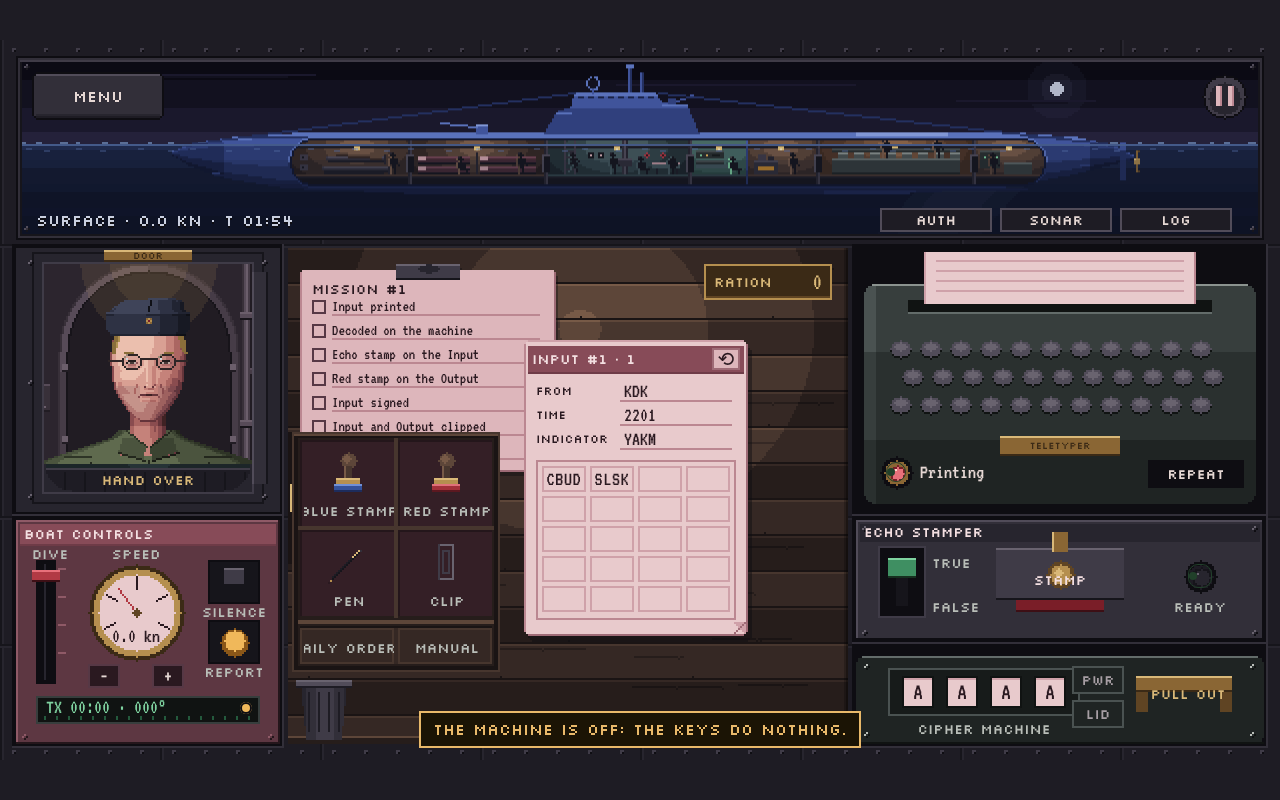 MENU
SURFACE · 0.0 KN · T 01:54
AUTH
SONAR
LOG
DOOR
HAND OVER
MISSION #1
Input printed
Decoded on the machine
Echo stamp on the Input
Red stamp on the Output
Input signed
Input and Output clipped
RATION 0
INPUT #1 · 1
FROM KDK
TIME 2201
INDICATOR YAKM
CBUD SLSK
BLUE STAMP
RED STAMP
PEN
CLIP
AILY ORDER
MANUAL
TELETYPER
Printing
REPEAT
BOAT CONTROLS
DIVE
SPEED
0.0 kn
-
+
SILENCE
REPORT
TX 00:00 · 000°
ECHO STAMPER
TRUE
FALSE
STAMP
READY
A A A A
PWR
LID
PULL OUT
CIPHER MACHINE
THE MACHINE IS OFF: THE KEYS DO NOTHING.